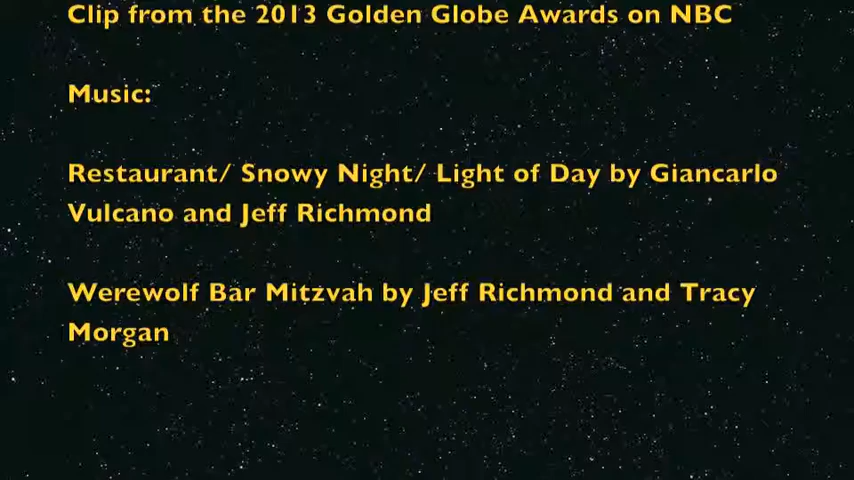 Clip from the 2013 Golden Globe Awards on NBC
Music:
Restaurant/ Snowy Night/ Light of Day by Giancarlo
Vulcano and Jeff Richmond
Werewolf Bar Mitzvah by Jeff Richmond and Tracy
Morgan